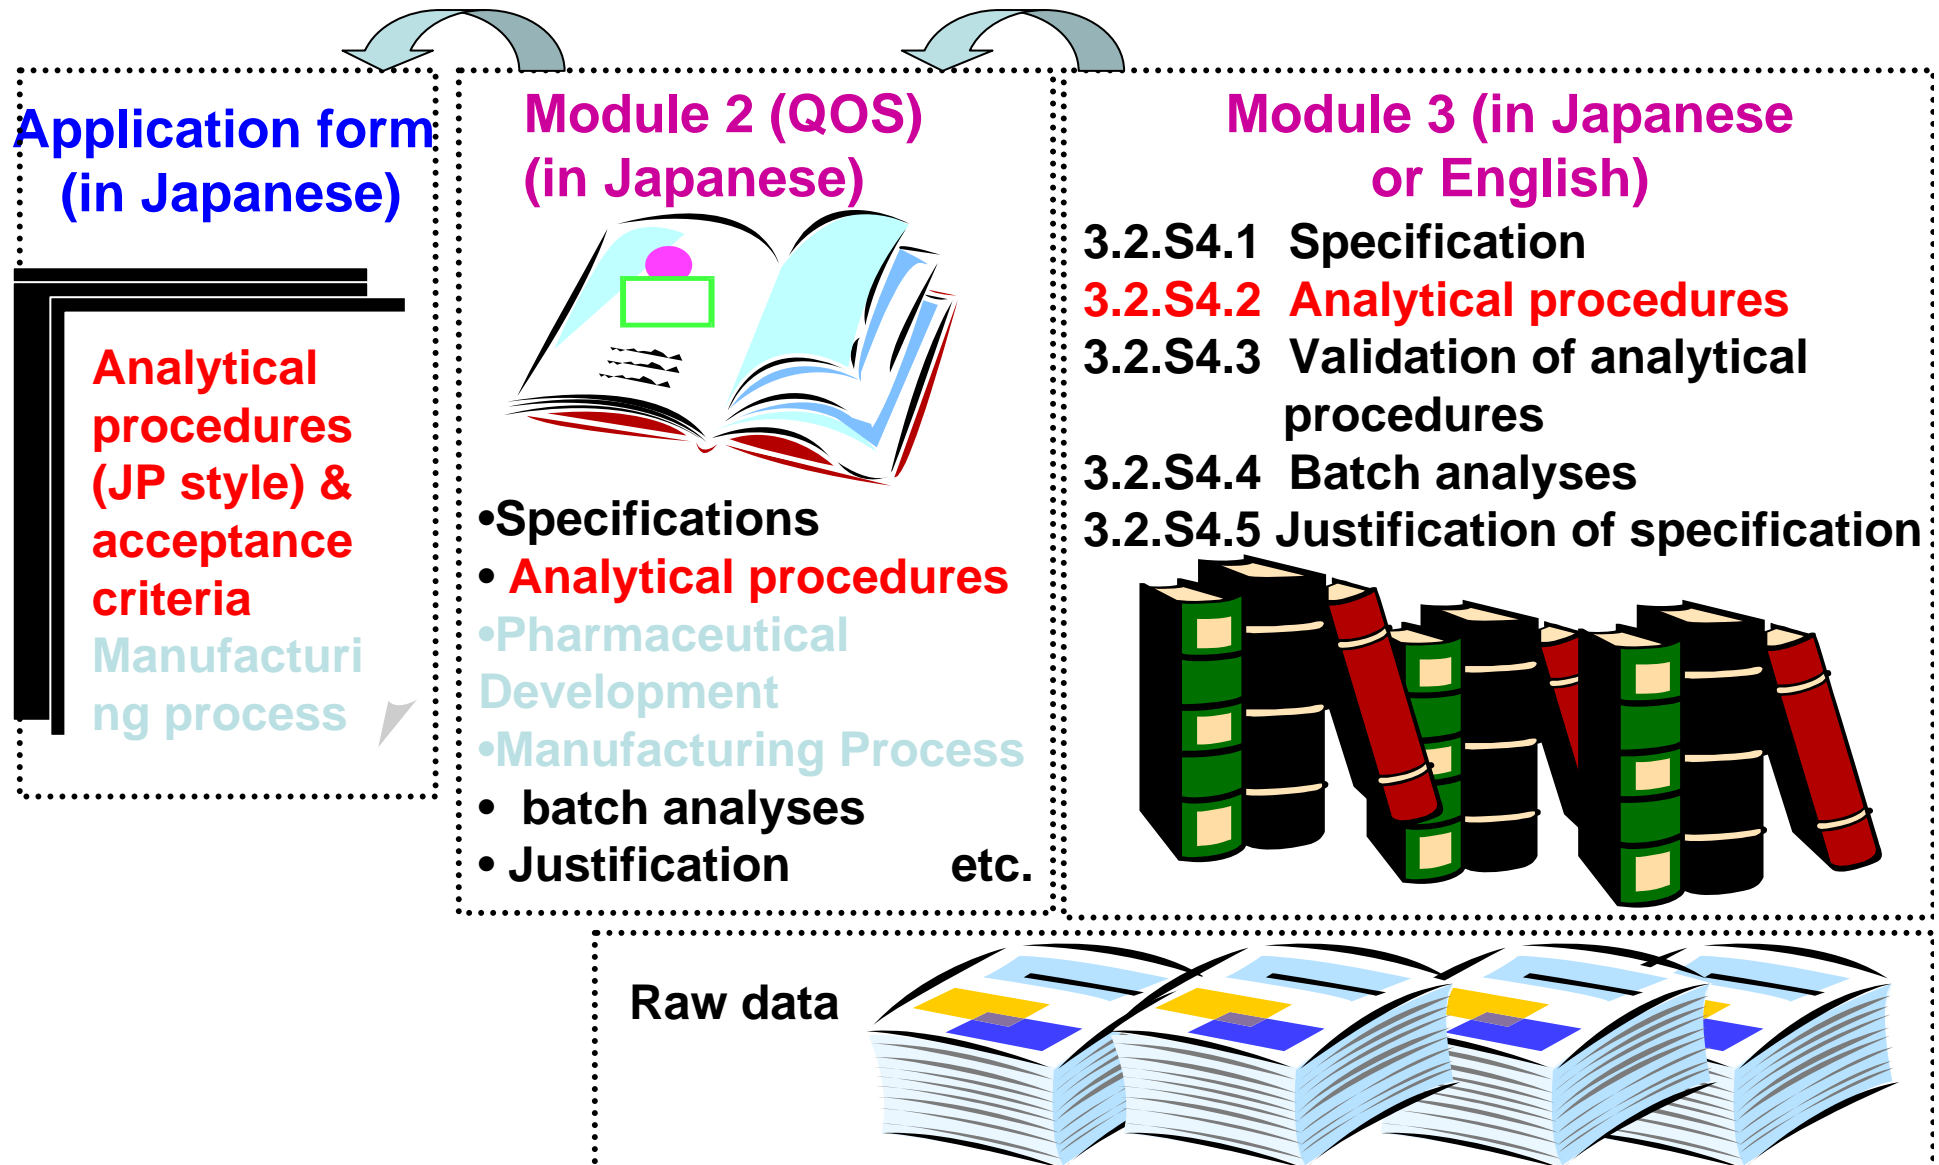 Application form
(in Japanese)
Analytical
procedures
(JP style) &
acceptance
criteria
Manufacturi
ng process
Module 2 (QOS)
(in Japanese)
•Specifications
• Analytical procedures
•Pharmaceutical
Development
•Manufacturing Process
• batch analyses
• Justification etc.
Module 3 (in Japanese
or English)
3.2.S4.1 Specification
3.2.S4.2 Analytical procedures
3.2.S4.3 Validation of analytical
procedures
3.2.S4.4 Batch analyses
3.2.S4.5 Justification of specification
Raw data